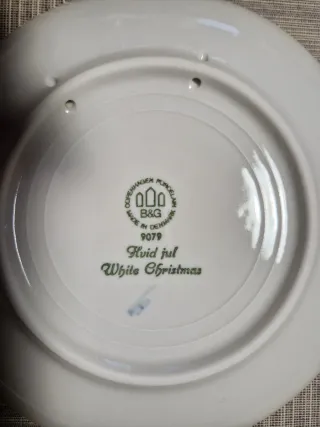 COPENHAGEN PORCELAIN
B&G
MADE IN DENMARK
9079
Hvid jul
White Christmas